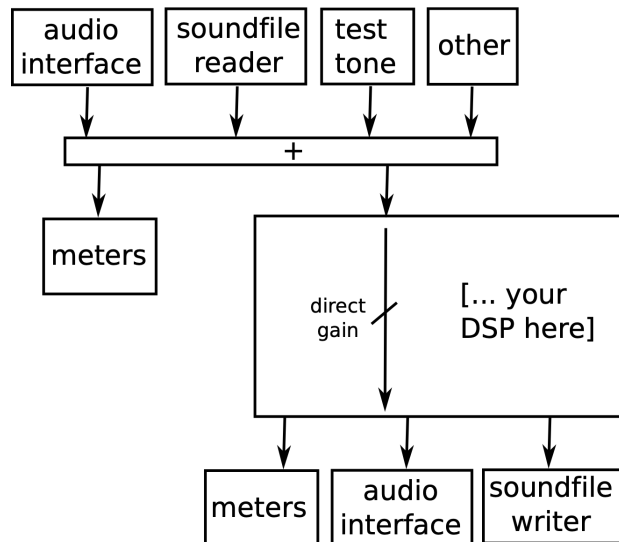 audio
interface
soundfile
reader
test
tone
other
+
meters
direct
gain
[... your
DSP here]
meters
audio
interface
soundfile
writer